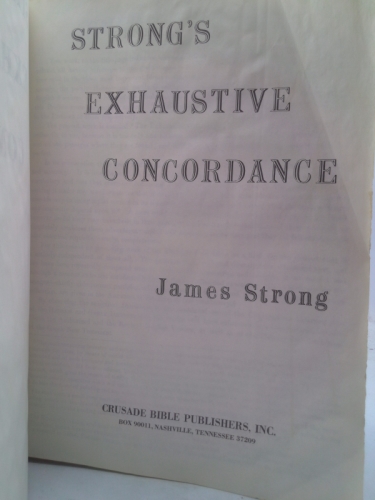 STRONG'S
EXHAUSTIVE
CONCORDANCE
James Strong
CRUSADE BIBLE PUBLISHERS, INC.
BOX 90011, NASHVILLE, TENNESSEE 37209